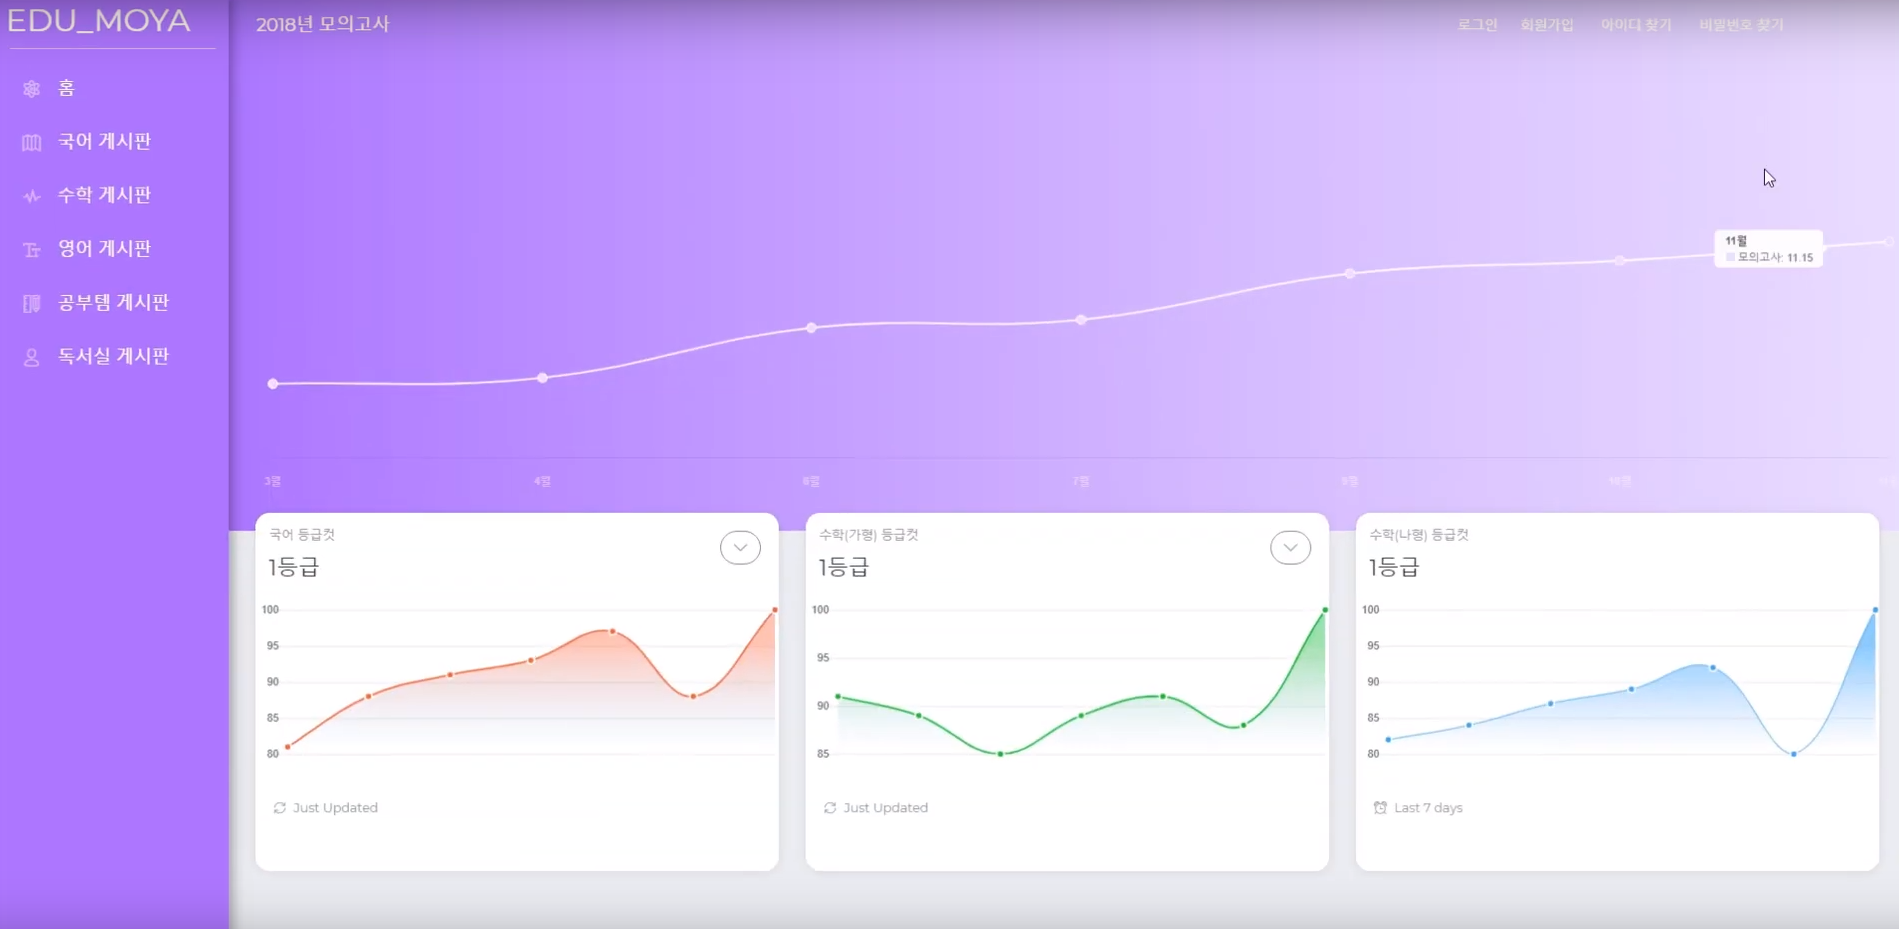 EDU_MOYA
홈
국어 게시판
수학 게시판
영어 게시판
공부템 게시판
독서실 게시판
2018년 모의고사
로그인 회원가입 아이디 찾기 비밀번호 찾기
11월
모의고사: 11.15
3월 4월 6월 7월 9월 10월
국어 등급컷
1등급
100
95
90
85
80
Just Updated
수학(가형) 등급컷
1등급
100
95
90
85
Just Updated
수학(나형) 등급컷
1등급
100
95
90
85
80
Last 7 days